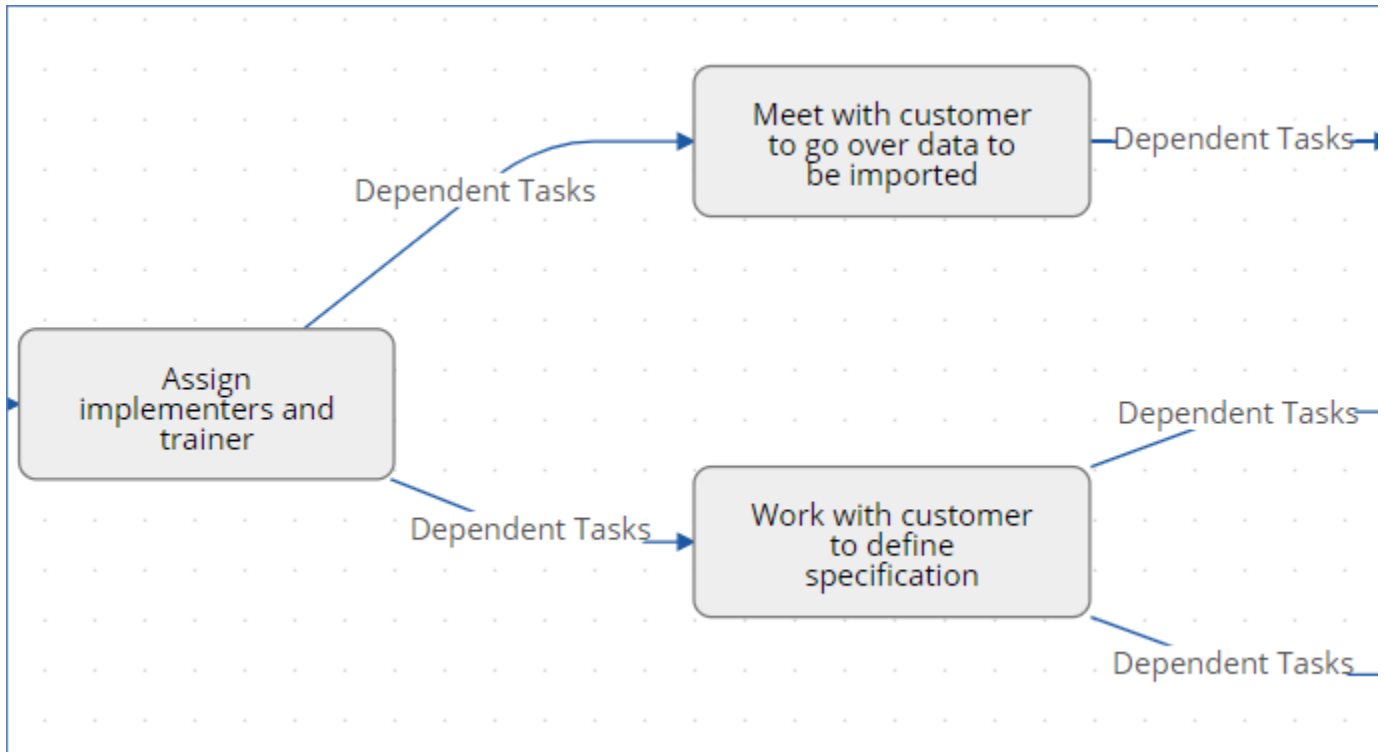 Meet with customer
to go over data to
be imported
Dependent Tasks
Dependent Tasks
Assign
implementers and
trainer
Dependent Tasks
Dependent Tasks
Work with customer
to define
specification
Dependent Tasks